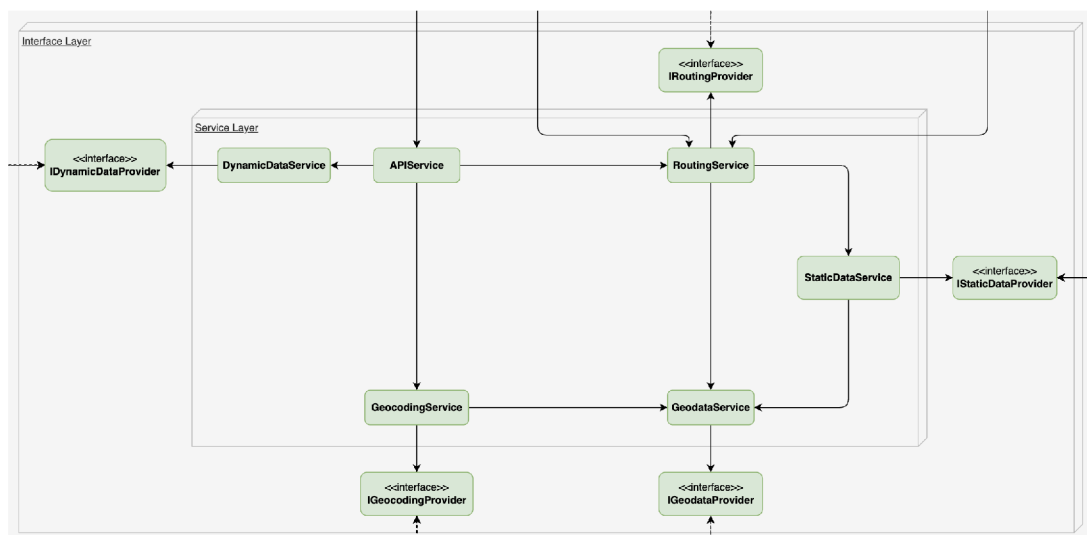 Interface Layer
<<interface>>
IRoutingProvider
Service Layer
<<interface>>
IDynamicDataProvider
DynamicDataService
APIService
RoutingService
StaticDataService
<<interface>>
IStaticDataProvider
GeocodingService
GeodataService
<<interface>>
IGeocodingProvider
<<interface>>
IGeodataProvider